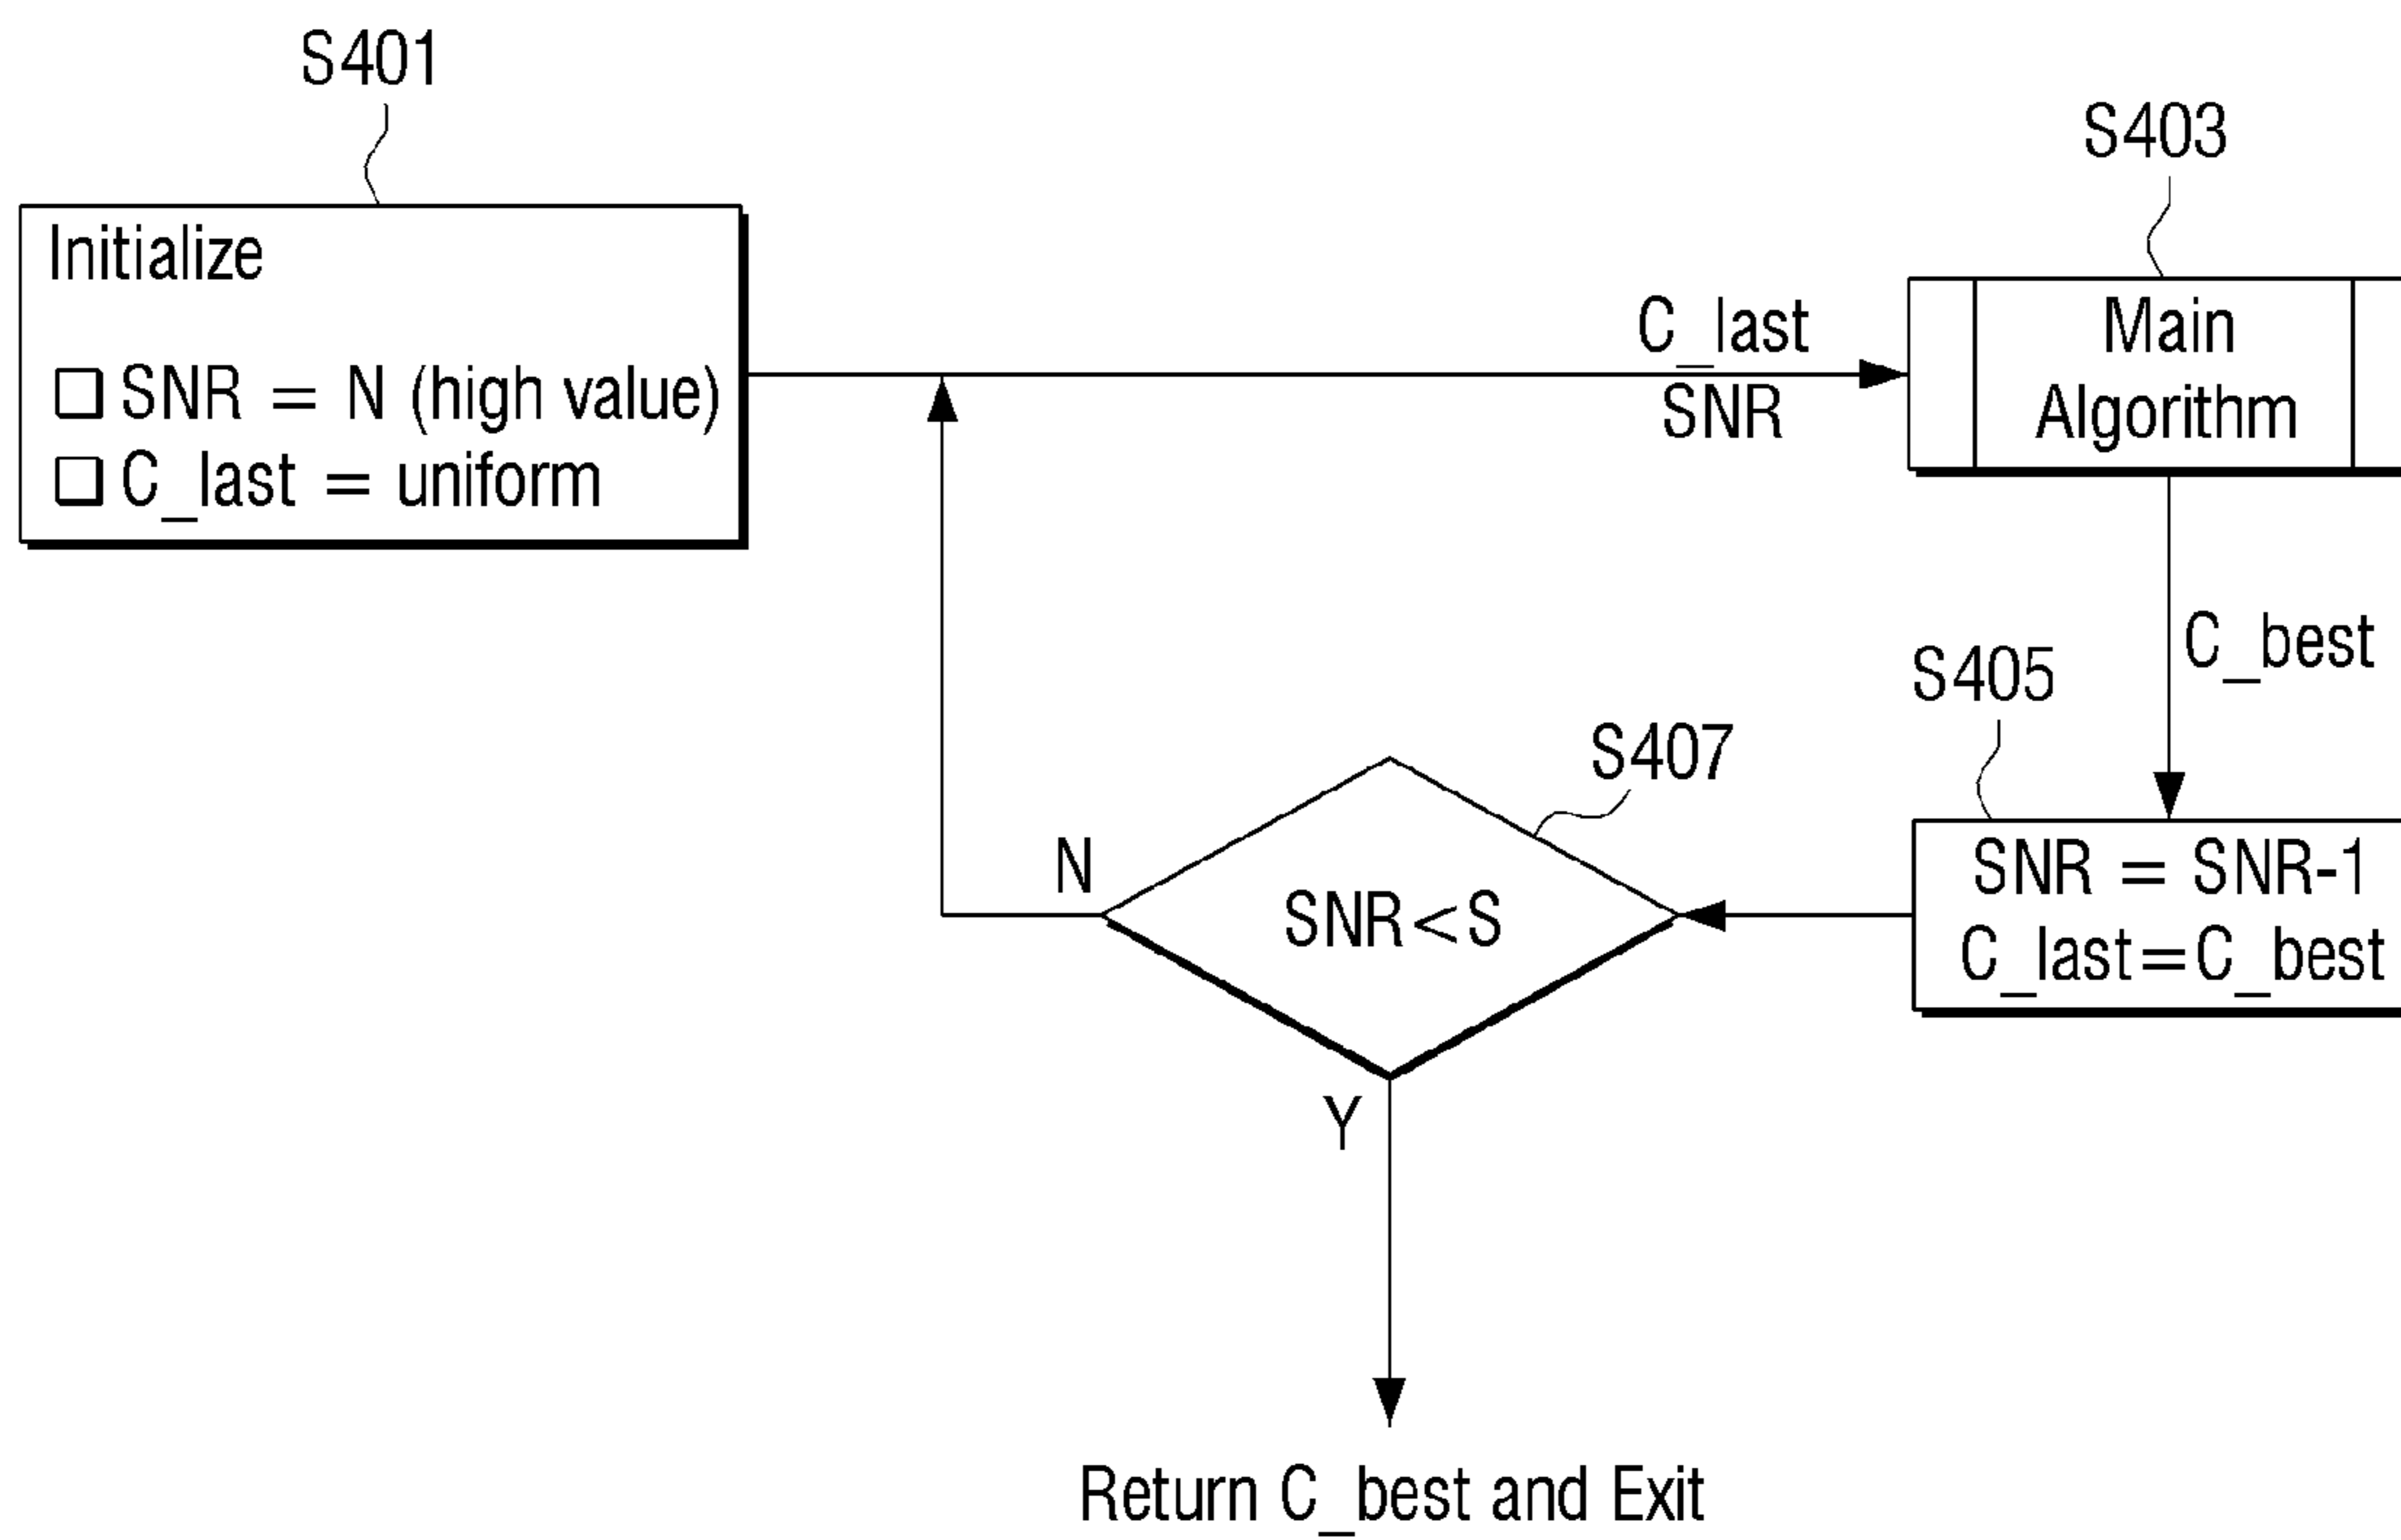 S401
Initialize
SNR = N (high value)
C_last = uniform
S403
C_last
SNR
Main
Algorithm
C_best
S405
SNR = SNR-1
C_last=C_best
S407
SNR<S
N
Y
Return C_best and Exit